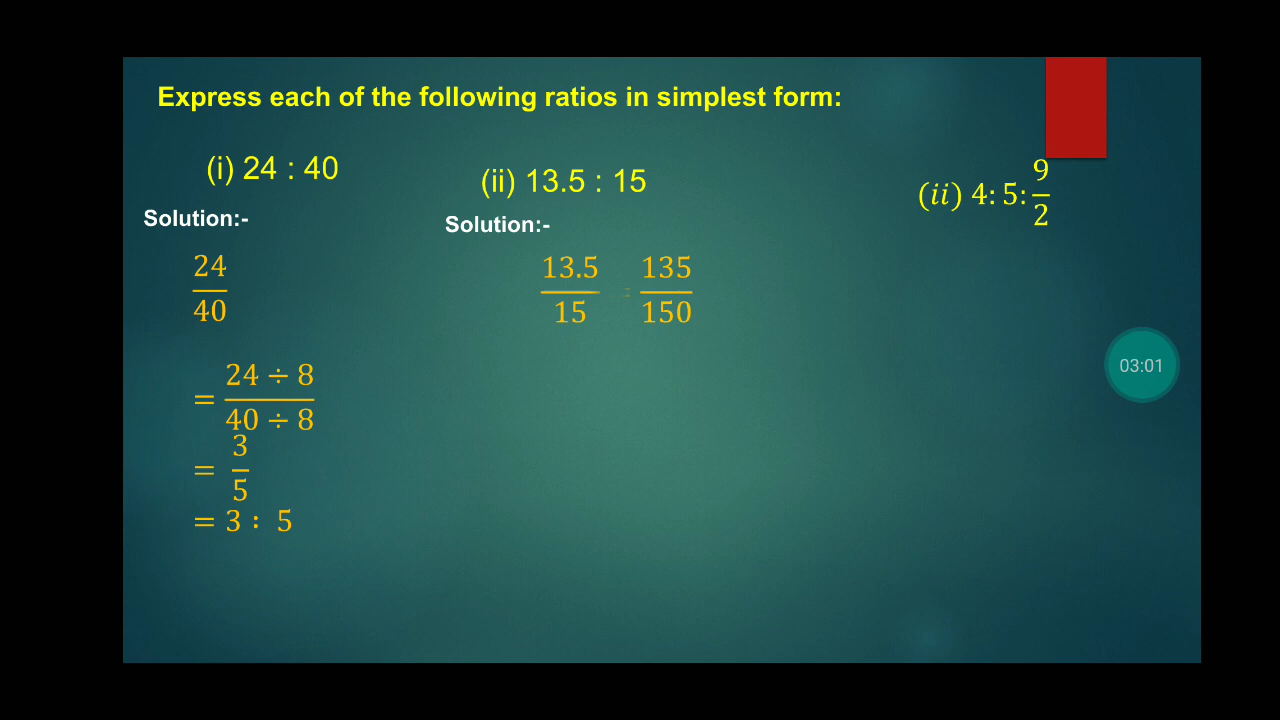 Express each of the following ratios in simplest form:
(i) 24 : 40
(ii) 13.5 : 15
(ii) 4: 5: 9/2
Solution:-
Solution:-
24/40
13.5/15 = 135/150
= 24 ÷ 8/40 ÷ 8
= 3/5
= 3 : 5
03:01